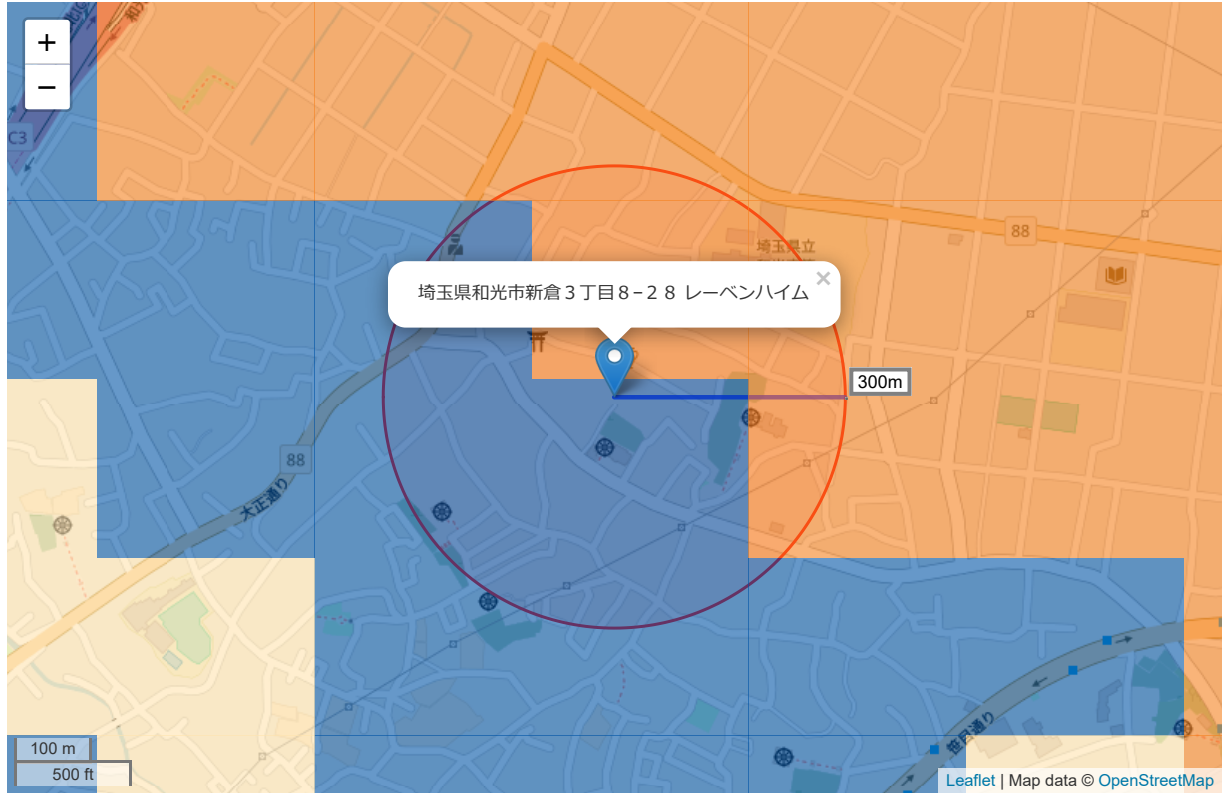 +
−
C3
埼玉県立
88
埼玉県和光市新倉３丁目８−２８ レーベンハイム
×
300m
88
大正通り
笹目通り
100 m
500 ft
Leaflet | Map data © OpenStreetMap